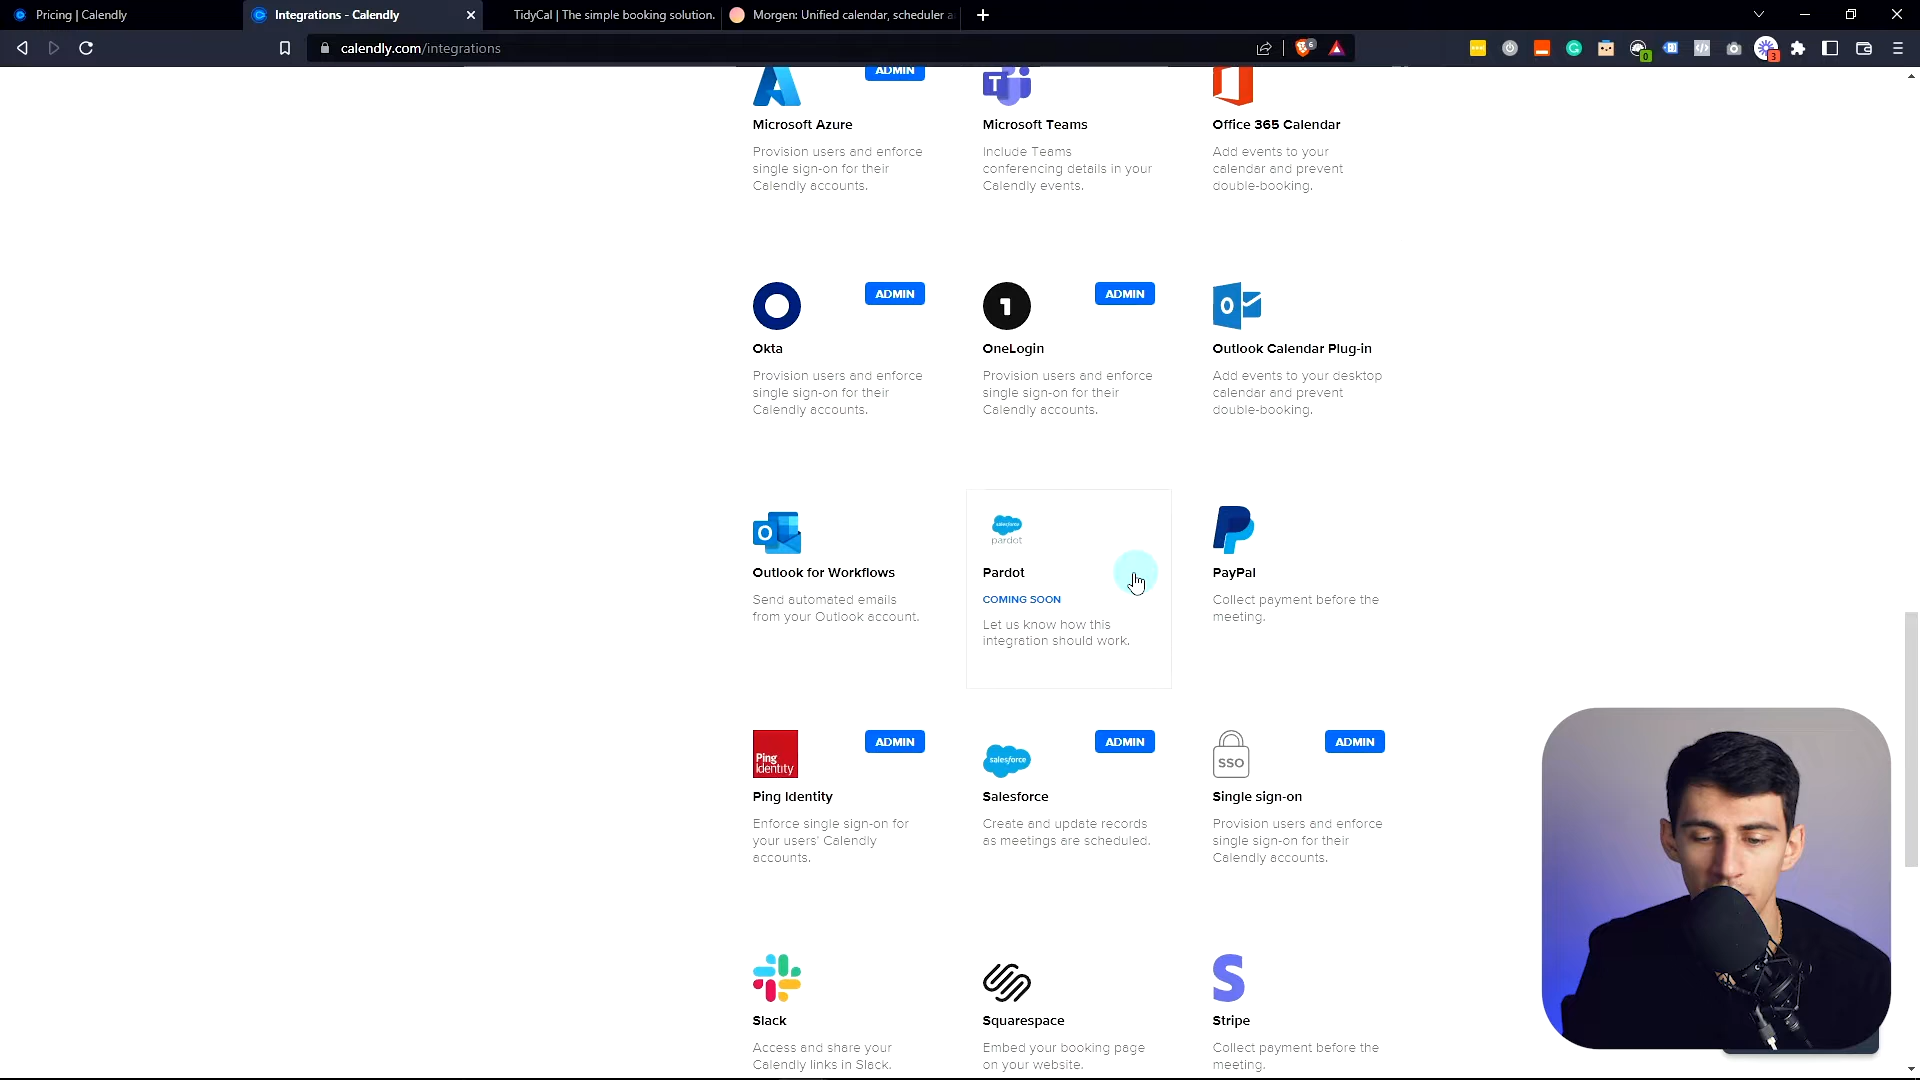 Pricing | Calendly
Integrations - Calendly
TidyCal | The simple booking solution.
Morgen: Unified calendar, scheduler a
calendly.com/integrations
6
0
3
ADMIN
T
Microsoft Azure
Microsoft Teams
Office 365 Calendar
Provision users and enforce
single sign-on for their
Calendly accounts.
Include Teams
conferencing details in your
Calendly events.
Add events to your
calendar and prevent
double-booking.
ADMIN
1
ADMIN
O
Okta
OneLogin
Outlook Calendar Plug-in
Provision users and enforce
single sign-on for their
Calendly accounts.
Provision users and enforce
single sign-on for their
Calendly accounts.
Add events to your desktop
calendar and prevent
double-booking.
O
salesforce
pardot
Outlook for Workflows
Pardot
PayPal
Send automated emails
from your Outlook account.
COMING SOON
Let us know how this
integration should work.
Collect payment before the
meeting.
Ping
Identity
ADMIN
salesforce
ADMIN
SSO
ADMIN
Ping Identity
Salesforce
Single sign-on
Enforce single sign-on for
your users' Calendly
accounts.
Create and update records
as meetings are scheduled.
Provision users and enforce
single sign-on for their
Calendly accounts.
S
Slack
Squarespace
Stripe
Access and share your
Calendly links in Slack.
Embed your booking page
on your website.
Collect payment before the
meeting.